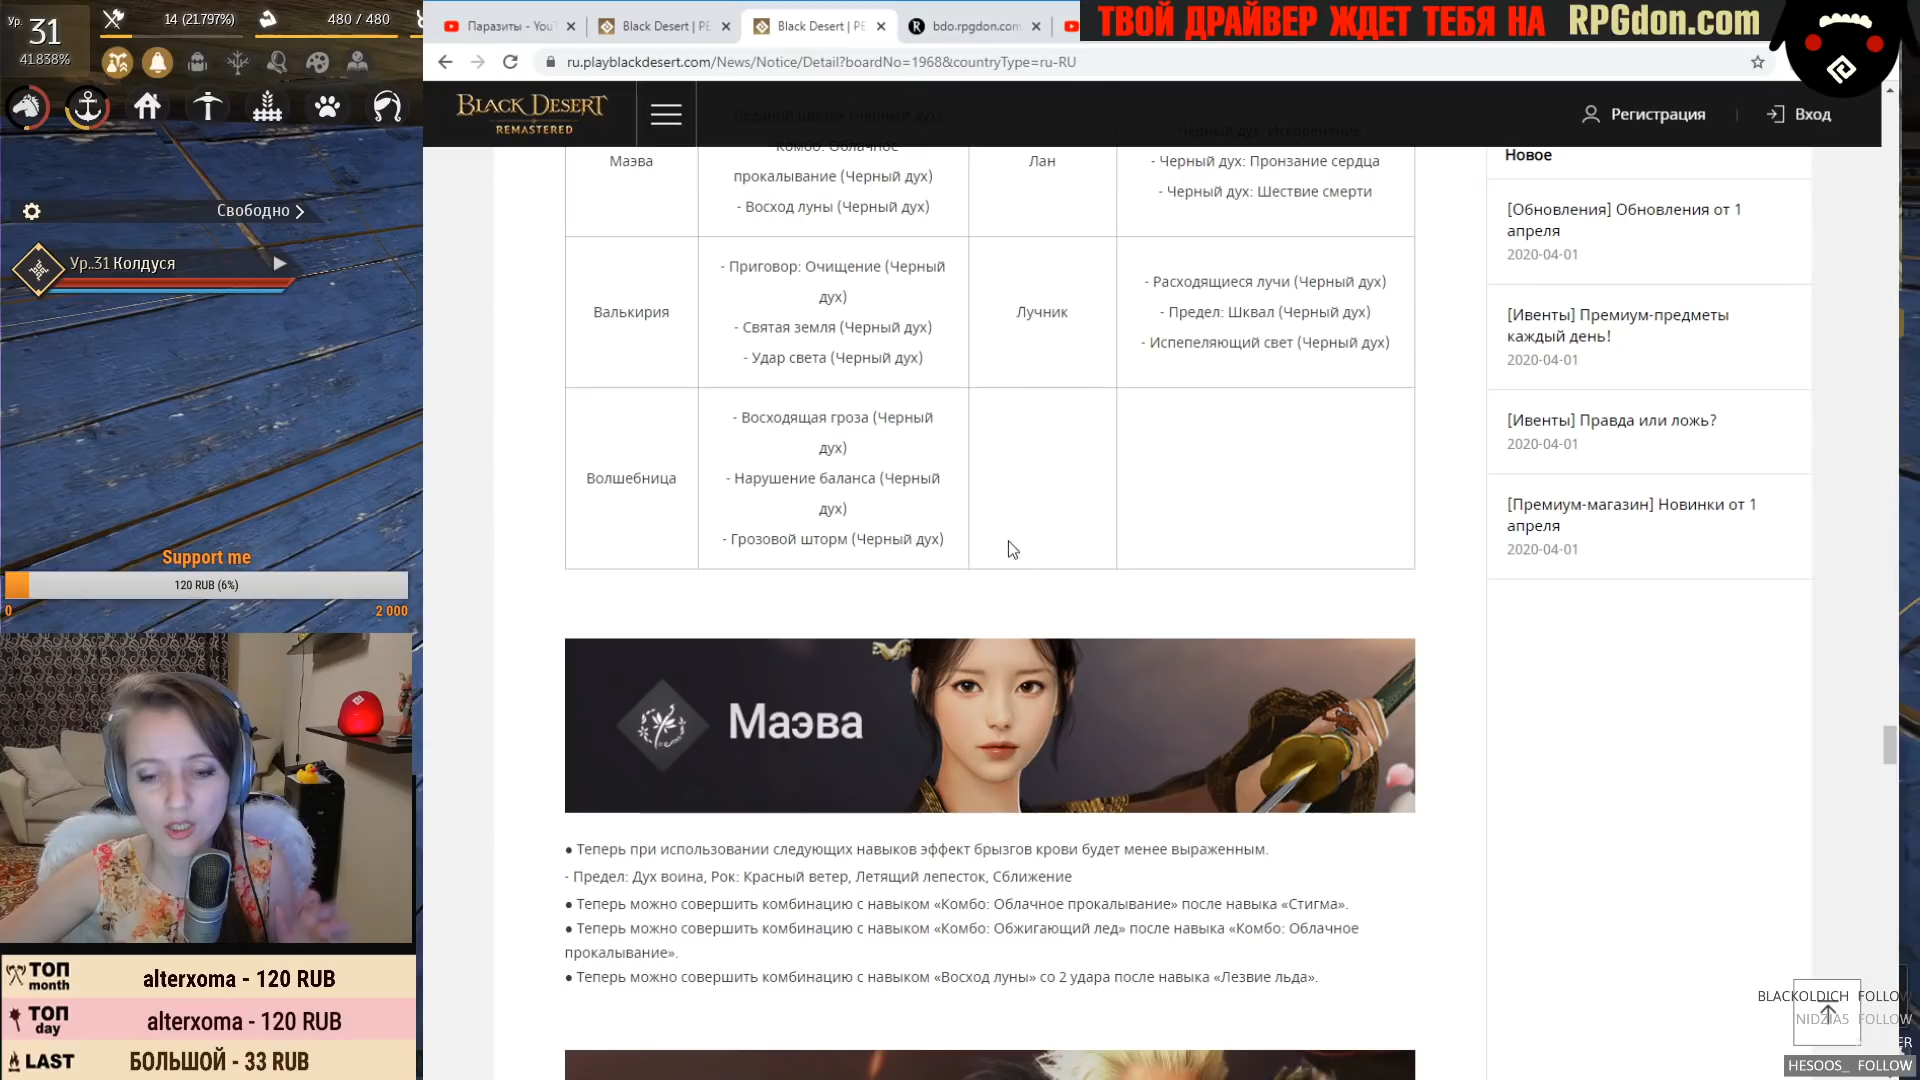 Ур.
31
41.838%
14 (21.797%)
480 / 480
Свободно
Ур..31 Колдуся
Support me
120 RUB (6%)
0
2 000
ТОП
month
alterxoma - 120 RUB
ТОП
day
alterxoma - 120 RUB
LAST
БОЛЬШОЙ - 33 RUB
Паразиты - You
Black Desert | РЕ
Black Desert | РЕ
bdo.rpgdon.com
ТВОЙ ДРАЙВЕР ЖДЕТ ТЕБЯ НА RPGdon.com
ru.playblackdesert.com/News/Notice/Detail?boardNo=1968&countryType=ru-RU
BLACK DESERT
REMASTERED
Регистрация
Вход
Маэва
Комбо: Облачное
прокалывание (Черный дух)
- Восход луны (Черный дух)
Лан
Черный дух: Искоренение
- Черный дух: Пронзание сердца
- Черный дух: Шествие смерти
Валькирия
- Приговор: Очищение (Черный
дух)
- Святая земля (Черный дух)
- Удар света (Черный дух)
Лучник
- Расходящиеся лучи (Черный дух)
- Предел: Шквал (Черный дух)
- Испепеляющий свет (Черный дух)
Волшебница
- Восходящая гроза (Черный
дух)
- Нарушение баланса (Черный
дух)
- Грозовой шторм (Черный дух)
Маэва
● Теперь при использовании следующих навыков эффект брызгов крови будет менее выраженным.
- Предел: Дух воина, Рок: Красный ветер, Летящий лепесток, Сближение
● Теперь можно совершить комбинацию с навыком «Комбо: Облачное прокалывание» после навыка «Стигма».
● Теперь можно совершить комбинацию с навыком «Комбо: Обжигающий лед» после навыка «Комбо: Облачное
прокалывание».
● Теперь можно совершить комбинацию с навыком «Восход луны» со 2 удара после навыка «Лезвие льда».
Новое
[Обновления] Обновления от 1
апреля
2020-04-01
[Ивенты] Премиум-предметы
каждый день!
2020-04-01
[Ивенты] Правда или ложь?
2020-04-01
[Премиум-магазин] Новинки от 1
апреля
2020-04-01
BLACKOLDICH FOLLOW
NIDZIA5 FOLLOW
HESOOS_ FOLLOW